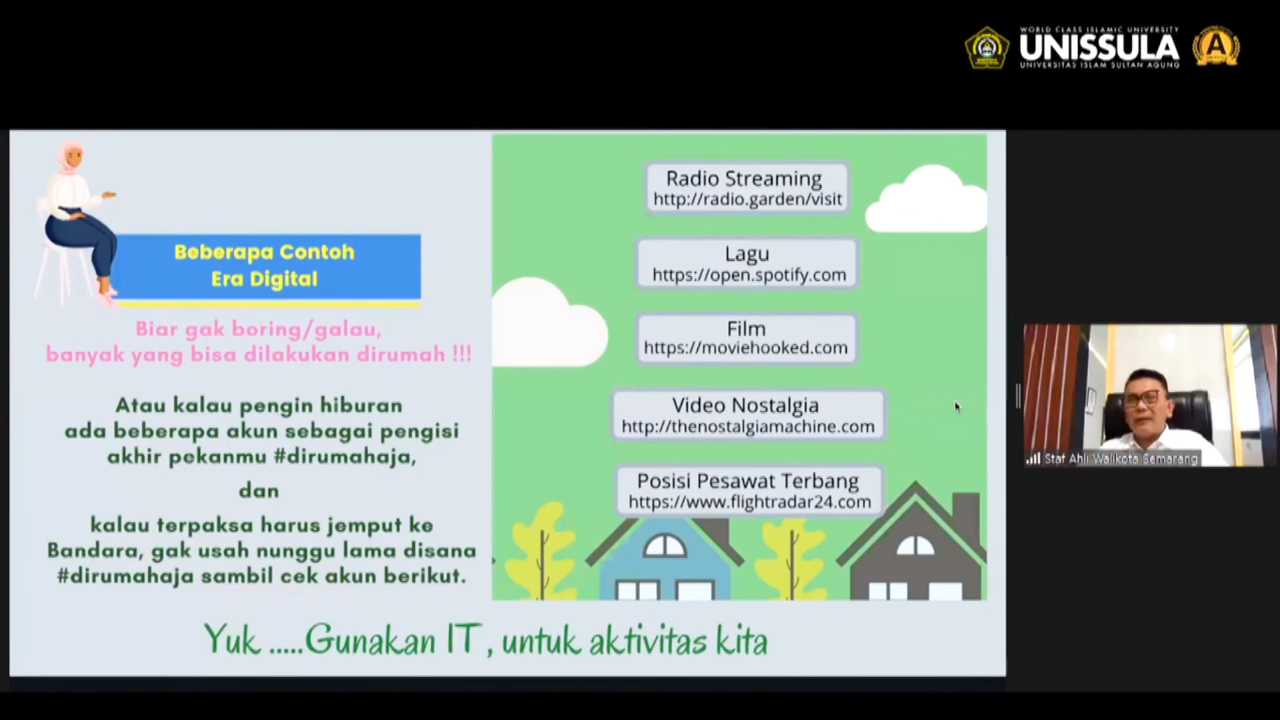 WORLD CLASS ISLAMIC UNIVERSITY
UNISSULA
UNIVERSITAS ISLAM SULTAN AGUNG
A
Beberapa Contoh
Era Digital
Biar gak boring/galau,
banyak yang bisa dilakukan dirumah !!!
Atau kalau pengin hiburan
ada beberapa akun sebagai pengisi
akhir pekanmu #dirumahaja,
dan
kalau terpaksa harus jemput ke
Bandara, gak usah nunggu lama disana
#dirumahaja sambil cek akun berikut.
Radio Streaming
http://radio.garden/visit
Lagu
https://open.spotify.com
Film
https://moviehooked.com
Video Nostalgia
http://thenostalgiamachine.com
Posisi Pesawat Terbang
https://www.flightradar24.com
Yuk .....Gunakan IT , untuk aktivitas kita
Staf Ahli Walikota Semarang